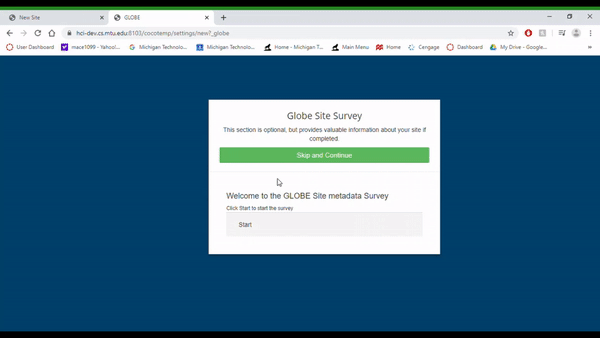 New Site
GLOBE
hci-dev.cs.mtu.edu:8103/cocotemp/settings/new?_globe
User Dashboard mace1099 - Yahoo!... Michigan Technolo... Michigan Technolo... Home - Michigan T... Main Menu Home Cengage Dashboard My Drive - Google...
Globe Site Survey
This section is optional, but provides valuable information about your site if
completed.
Skip and Continue
Welcome to the GLOBE Site metadata Survey
Click Start to start the survey
Start